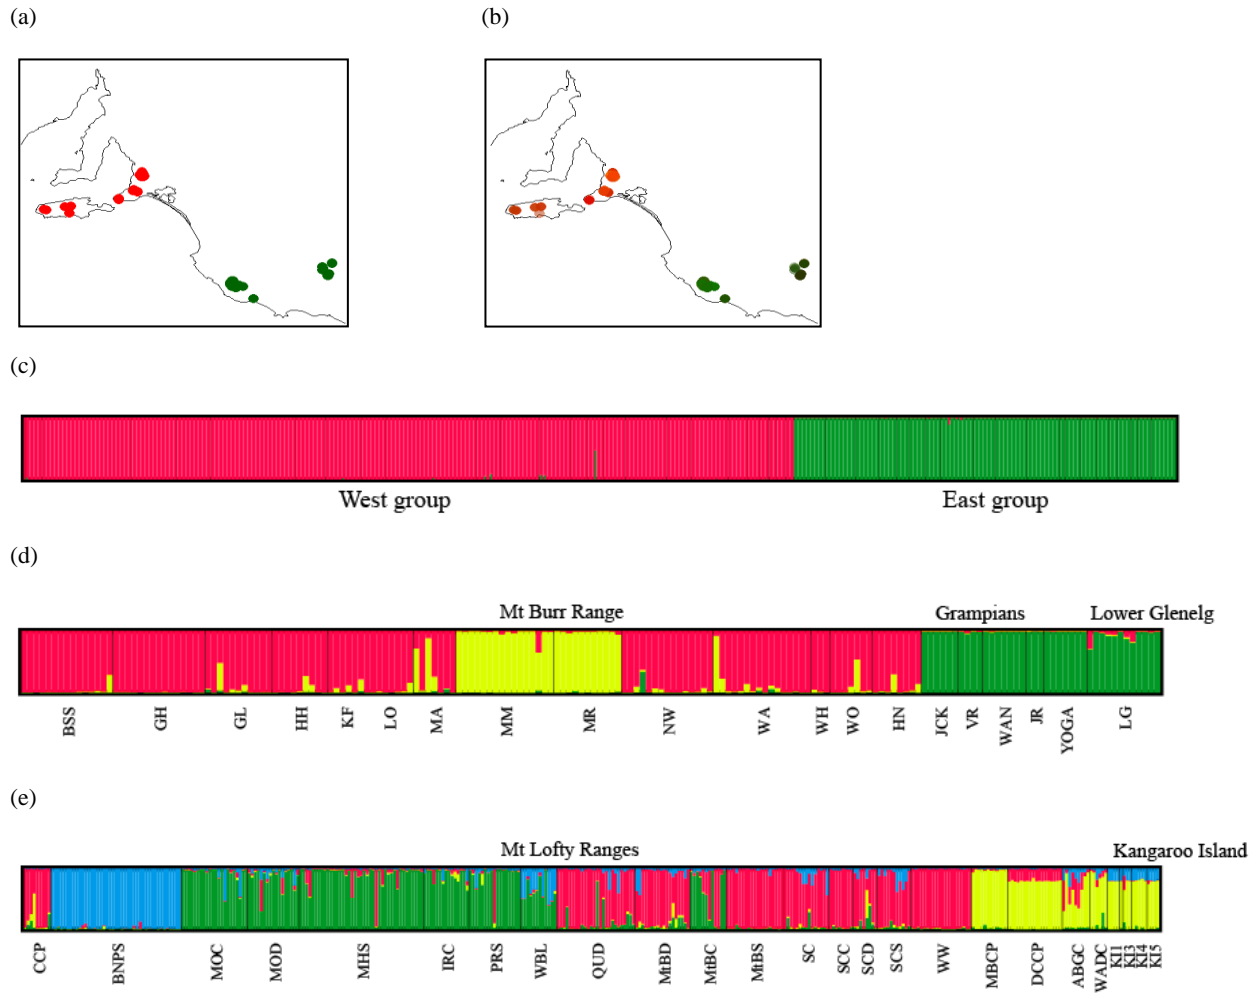 (a) (b)
(c)
West group East group
(d)
Mt Burr Range Grampians Lower Glenelg
BSS GH GL HH KF LO MA MM MR NW WA WH WO HN JCK VR WAN JR YOGA LG
(e)
Mt Lofty Ranges Kangaroo Island
CCP BNPS MOC MOD MHS IRC PRS WBL QUD MtBD MtBC MtBS SC SCC SCD SCS WW MBCP DCCP ABGC WADC KI1 KI3 KI4 KI5